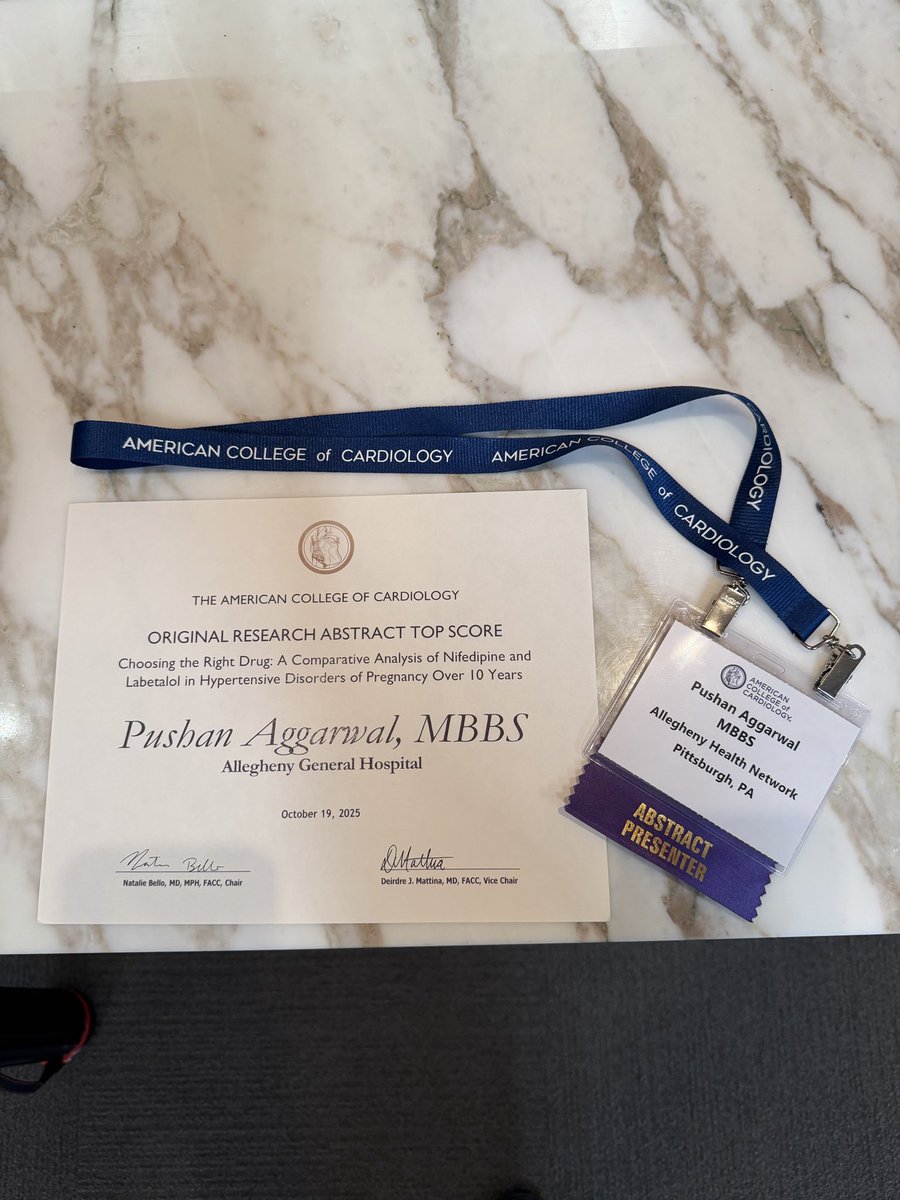 AMERICAN COLLEGE of CARDIOLOGY
AMERICAN COLLEGE of CARDIOLOGY
CARDIOLOGY
THE AMERICAN COLLEGE OF CARDIOLOGY
ORIGINAL RESEARCH ABSTRACT TOP SCORE
Choosing the Right Drug: A Comparative Analysis of Nifedipine and
Labetalol in Hypertensive Disorders of Pregnancy Over 10 Years
Pushan Aggarwal, MBBS
Allegheny General Hospital
October 19, 2025
Natalie Bello, MD, MPH, FACC, Chair
Deirdre J. Mattina, MD, FACC, Vice Chair
AMERICAN
COLLEGE of
CARDIOLOGY.
Pushan Aggarwal
MBBS
Allegheny Health Network
Pittsburgh, PA
ABSTRACT
PRESENTER